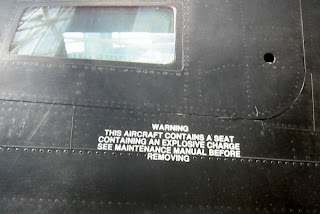 WARNING
THIS AIRCRAFT CONTAINS A SEAT
CONTAINING AN EXPLOSIVE CHARGE
SEE MAINTENANCE MANUAL BEFORE
REMOVING